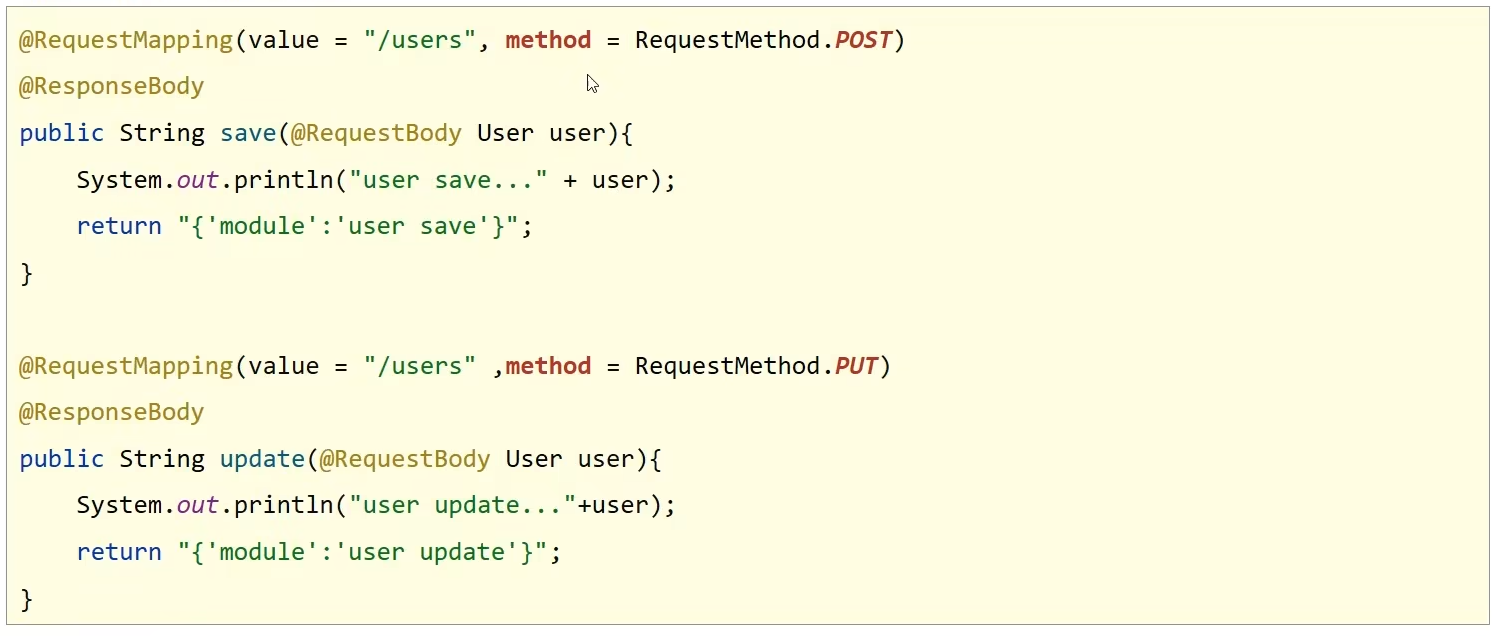 @RequestMapping(value = "/users", method = RequestMethod.POST)
@ResponseBody
public String save(@RequestBody User user){
    System.out.println("user save..." + user);
    return "{'module':'user save'}";
}
@RequestMapping(value = "/users" ,method = RequestMethod.PUT)
@ResponseBody
public String update(@RequestBody User user){
    System.out.println("user update..."+user);
    return "{'module':'user update'}";
}